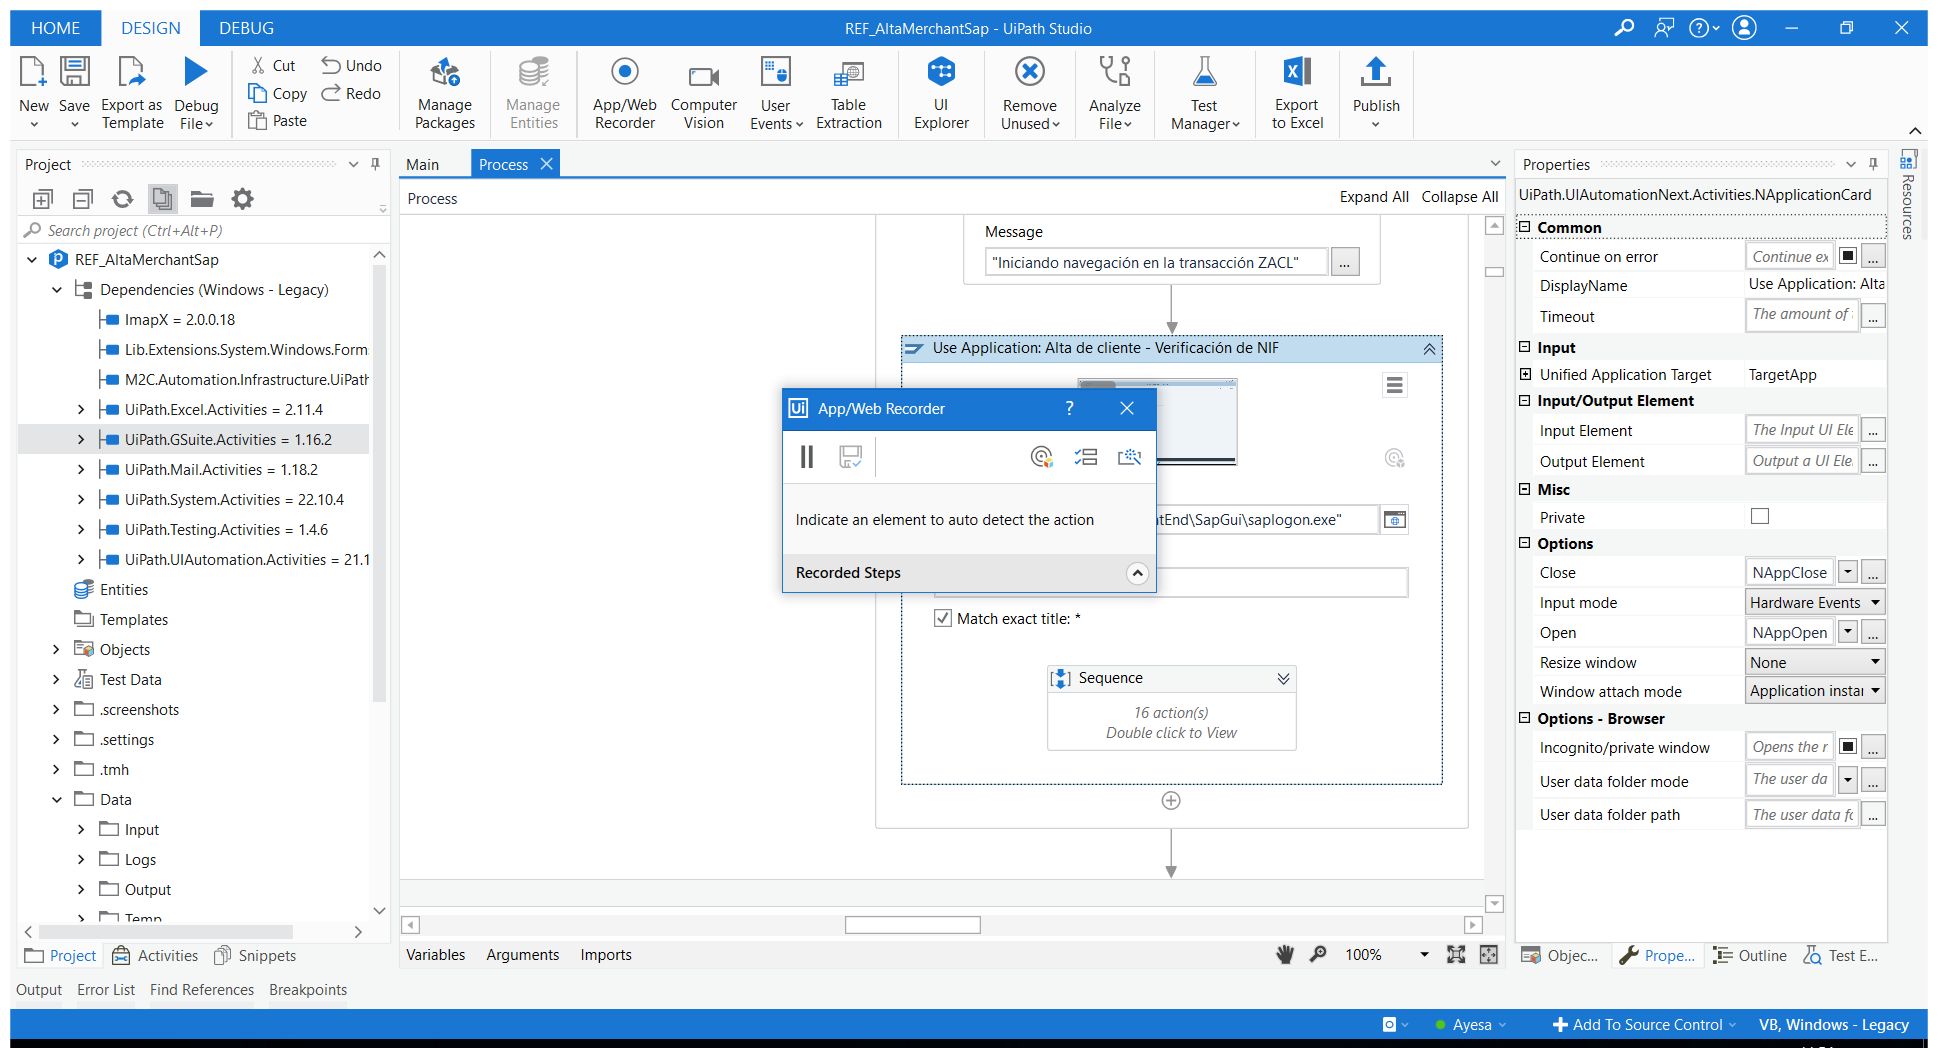 HOME DESIGN DEBUG REF_AltaMerchantSap - UiPath Studio
New Save Export as Template Debug File
Cut Copy Paste Undo Redo
Manage Packages
Manage Entities
App/Web Recorder
Computer Vision
User Events
Table Extraction
UI Explorer
Remove Unused
Analyze File
Test Manager
Export to Excel
Publish
Project
Search project (Ctrl+Alt+P)
REF_AltaMerchantSap
Dependencies (Windows - Legacy)
ImapX = 2.0.0.18
Lib.Extensions.System.Windows.Form
M2C.Automation.Infrastructure.UiPath
UiPath.Excel.Activities = 2.11.4
UiPath.GSuite.Activities = 1.16.2
UiPath.Mail.Activities = 1.18.2
UiPath.System.Activities = 22.10.4
UiPath.Testing.Activities = 1.4.6
UiPath.UIAutomation.Activities = 21.1
Entities
Templates
Objects
Test Data
.screenshots
.settings
.tmh
Data
Input
Logs
Output
Temp
Project Activities Snippets
Main Process
Process Expand All Collapse All
Message
"Iniciando navegación en la transacción ZACL" ...
Use Application: Alta de cliente - Verificación de NIF
Ui App/Web Recorder ?
Indicate an element to auto detect the action
ntEnd\SapGui\saplogon.exe"
Recorded Steps
Match exact title: *
Sequence
16 action(s)
Double click to View
Variables Arguments Imports 100%
Properties
UiPath.UIAutomationNext.Activities.NApplicationCard
Common
Continue on error Continue ex ...
DisplayName Use Application: Alta
Timeout The amount of ...
Input
Unified Application Target TargetApp
Input/Output Element
Input Element The Input UI Ele ...
Output Element Output a UI Ele ...
Misc
Private
Options
Close NAppClose ...
Input mode Hardware Events
Open NAppOpen ...
Resize window None
Window attach mode Application insta
Options - Browser
Incognito/private window Opens the r ...
User data folder mode The user da ...
User data folder path The user data fo ...
Objec... Prope... Outline Test E...
Resources
Output Error List Find References Breakpoints
Ayesa Add To Source Control VB, Windows - Legacy